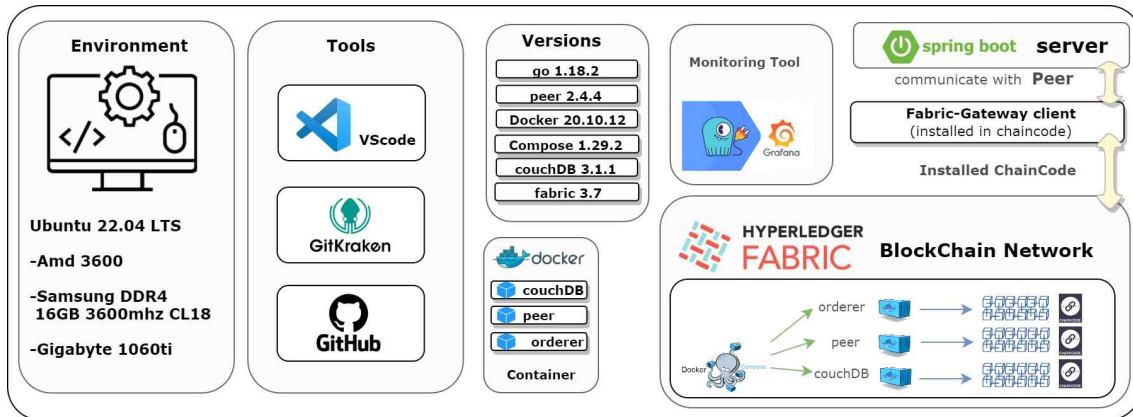 Environment
Ubuntu 22.04 LTS
-Amd 3600
-Samsung DDR4
16GB 3600mhz CL18
-Gigabyte 1060ti
Tools
VScode
GitKraken
GitHub
Versions
go 1.18.2
peer 2.4.4
Docker 20.10.12
Compose 1.29.2
couchDB 3.1.1
fabric 3.7
docker
couchDB
peer
orderer
Container
Monitoring Tool
Grafana
spring boot server
communicate with Peer
Fabric-Gateway client
(installed in chaincode)
Installed ChainCode
HYPERLEDGER
FABRIC
BlockChain Network
Docker
Compose
orderer
peer
couchDB
CHAINCODE
CHAINCODE
CHAINCODE